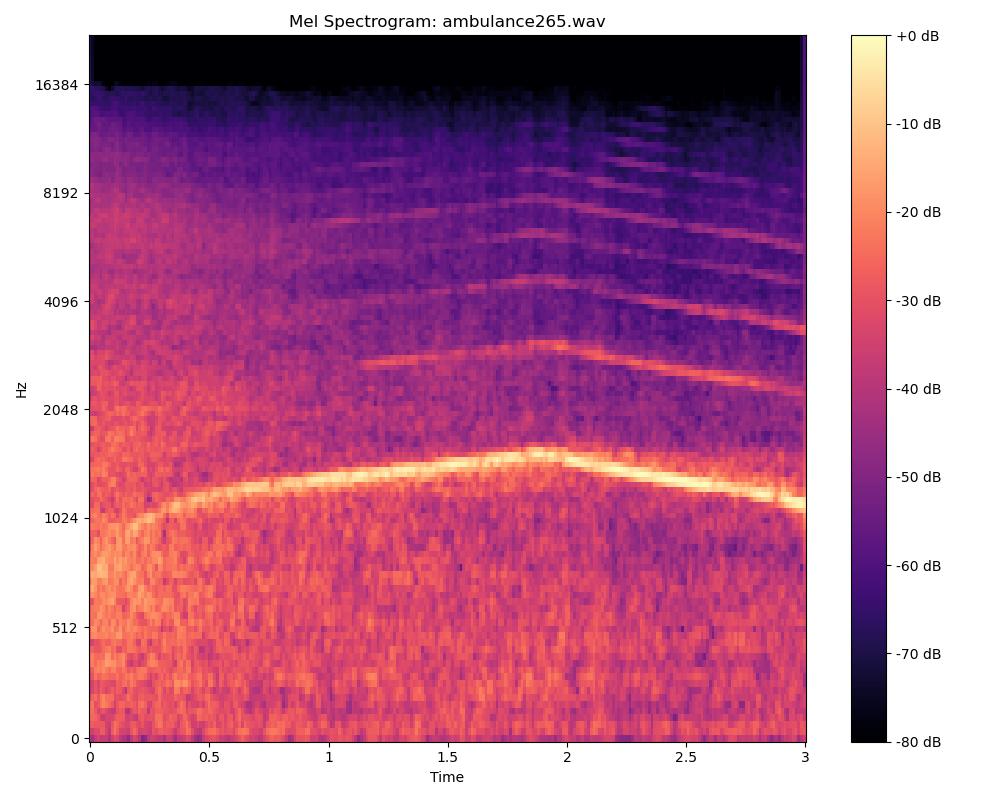 Mel Spectrogram: ambulance265.wav
+0 dB
16384
-10 dB
8192
-20 dB
4096
-30 dB
Hz
-40 dB
2048
-50 dB
1024
-60 dB
512
-70 dB
0
-80 dB
0 0.5 1 1.5 2 2.5 3
Time